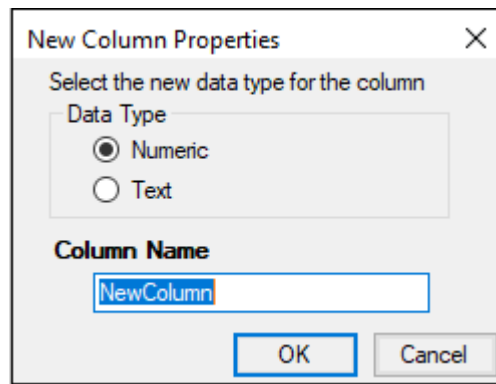 New Column Properties
Select the new data type for the column
Data Type
Numeric
Text
Column Name
NewColumn
OK
Cancel